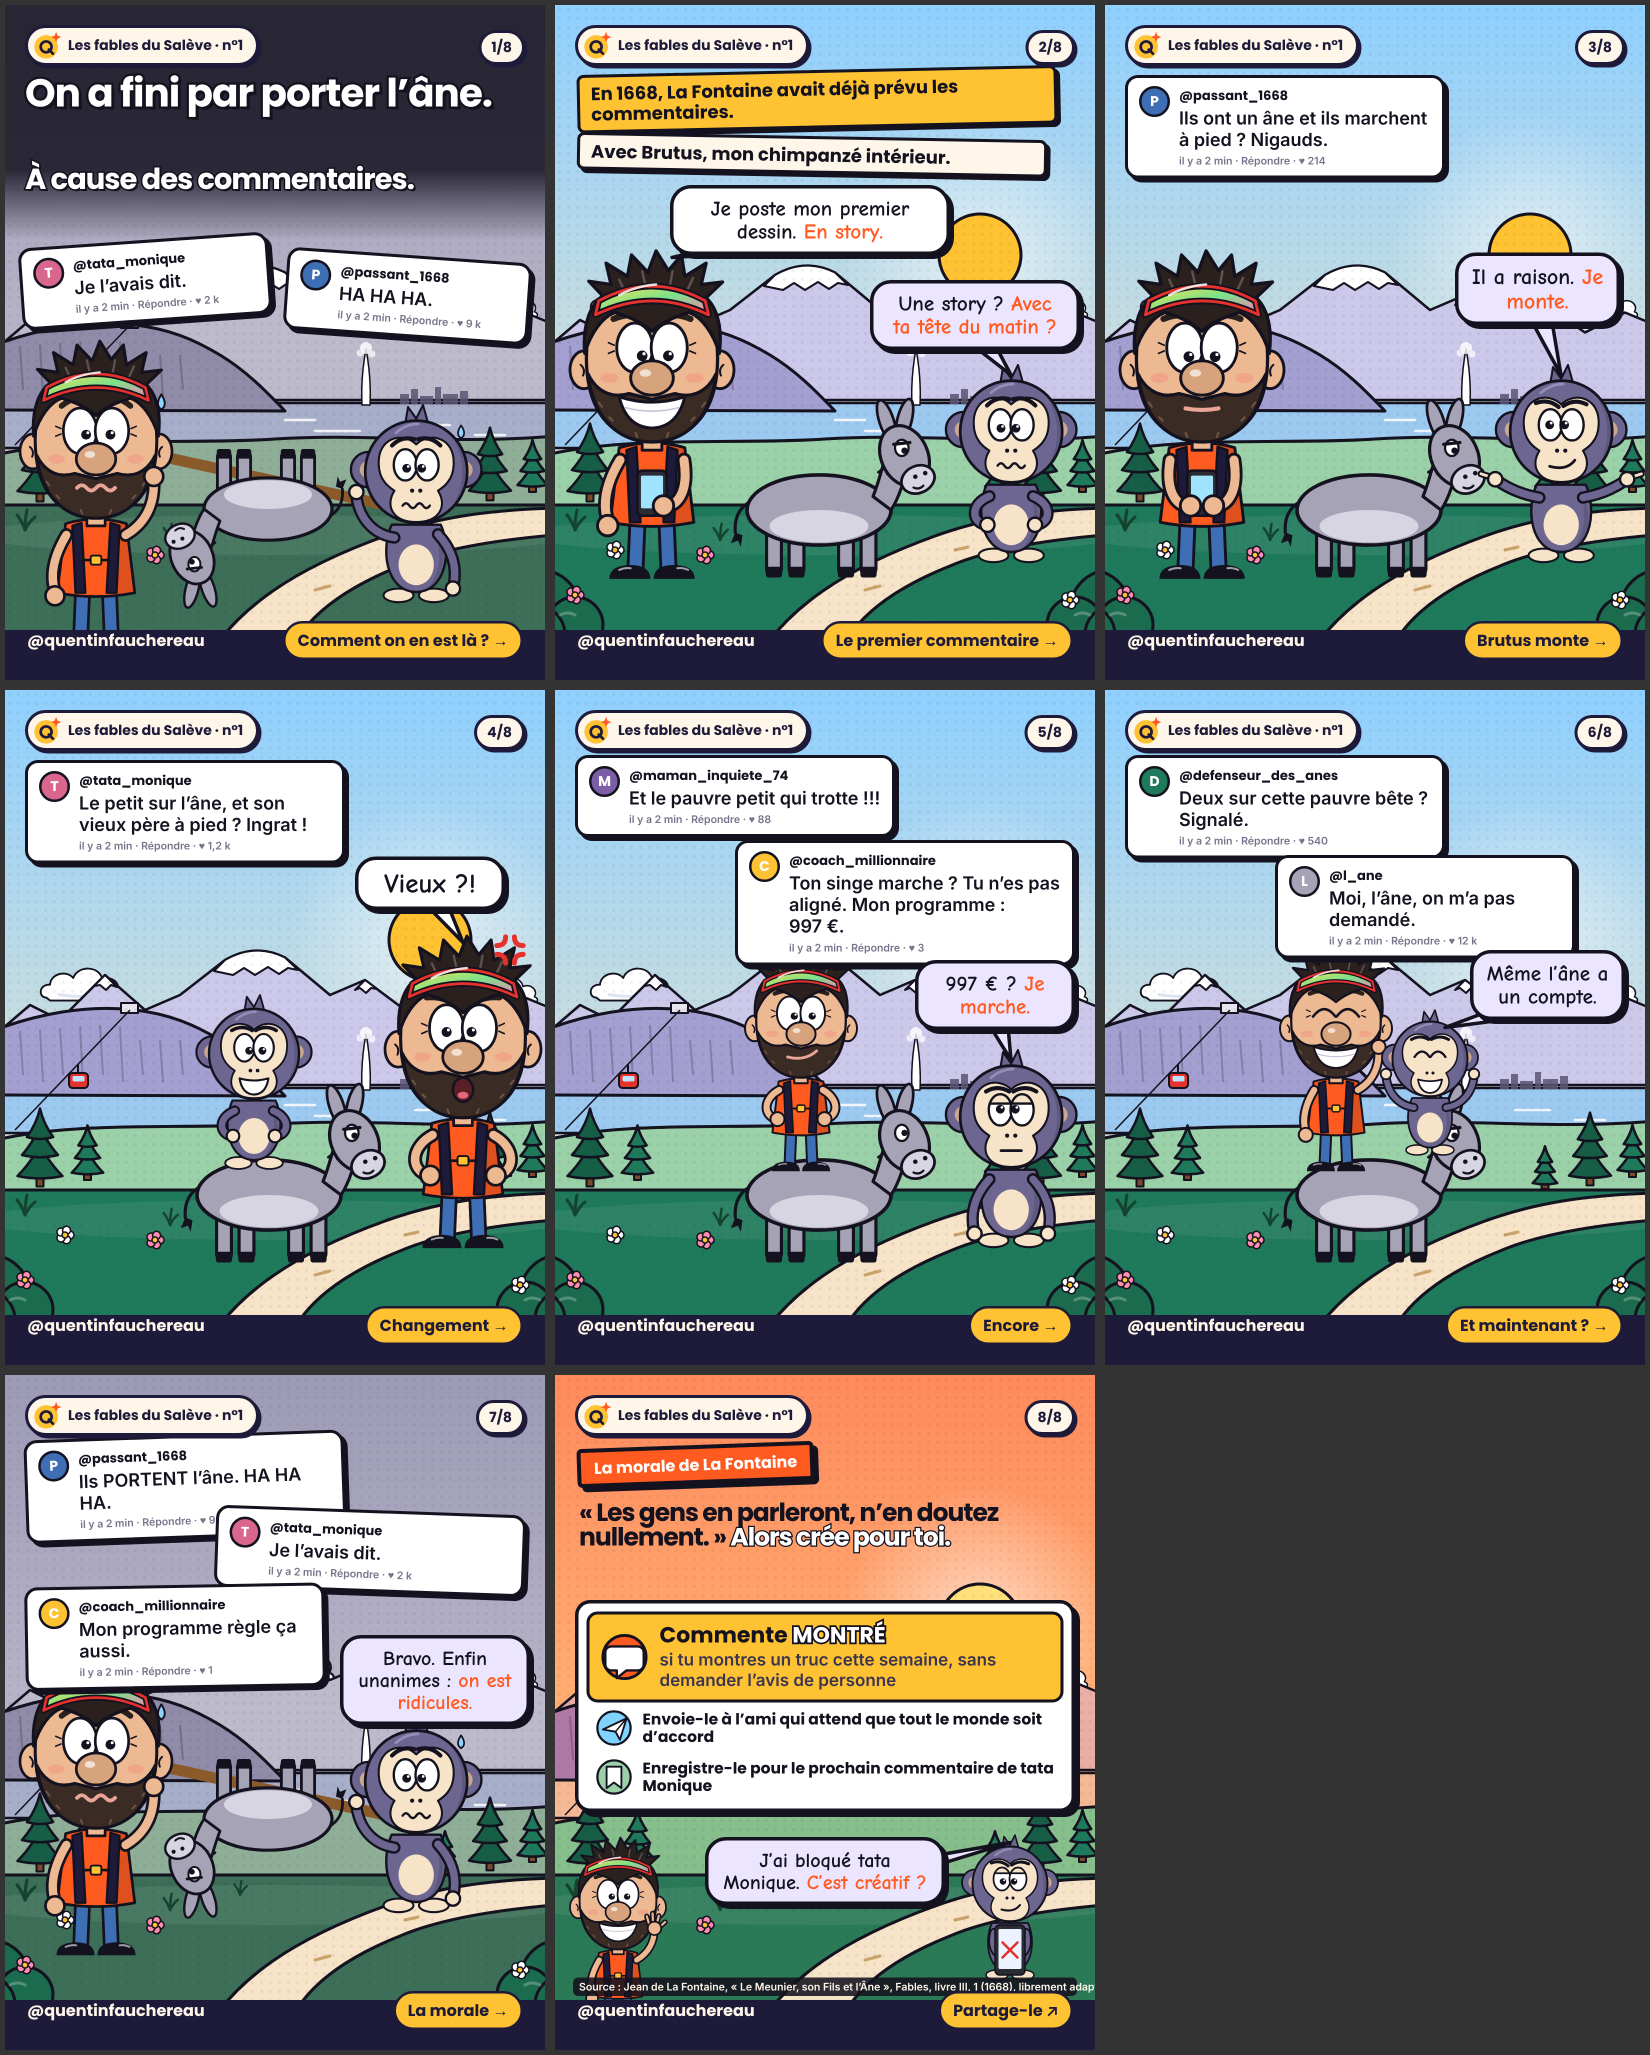 Les fables du Salève · n°1
1/8
On a fini par porter l'âne.
À cause des commentaires.
T
@tata_monique
Je l'avais dit.
il y a 2 min · Répondre · ♥ 2 k
P
@passant_1668
HA HA HA.
il y a 2 min · Répondre · ♥ 9 k
@quentinfauchereau
Comment on en est là ? →
Les fables du Salève · n°1
2/8
En 1668, La Fontaine avait déjà prévu les
commentaires.
Avec Brutus, mon chimpanzé intérieur.
Je poste mon premier
dessin. En story.
Une story ? Avec
ta tête du matin ?
@quentinfauchereau
Le premier commentaire →
Les fables du Salève · n°1
3/8
P
@passant_1668
Ils ont un âne et ils marchent
à pied ? Nigauds.
il y a 2 min · Répondre · ♥ 214
Il a raison. Je
monte.
@quentinfauchereau
Brutus monte →
Les fables du Salève · n°1
4/8
T
@tata_monique
Le petit sur l'âne, et son
vieux père à pied ? Ingrat !
il y a 2 min · Répondre · ♥ 1,2 k
Vieux ?!
@quentinfauchereau
Changement →
Les fables du Salève · n°1
5/8
M
@maman_inquiete_74
Et le pauvre petit qui trotte !!!
il y a 2 min · Répondre · ♥ 88
C
@coach_millionnaire
Ton singe marche ? Tu n'es pas
aligné. Mon programme :
997 €.
il y a 2 min · Répondre · ♥ 3
997 € ? Je
marche.
@quentinfauchereau
Encore →
Les fables du Salève · n°1
6/8
D
@defenseur_des_anes
Deux sur cette pauvre bête ?
Signalé.
il y a 2 min · Répondre · ♥ 540
L
@l_ane
Moi, l'âne, on m'a pas
demandé.
il y a 2 min · Répondre · ♥ 12 k
Même l'âne a
un compte.
@quentinfauchereau
Et maintenant ? →
Les fables du Salève · n°1
7/8
P
@passant_1668
Ils PORTENT l'âne. HA HA
HA.
il y a 2 min · Répondre · ♥ 9
T
@tata_monique
Je l'avais dit.
il y a 2 min · Répondre · ♥ 2 k
C
@coach_millionnaire
Mon programme règle ça
aussi.
il y a 2 min · Répondre · ♥ 1
Bravo. Enfin
unanimes : on est
ridicules.
@quentinfauchereau
La morale →
Les fables du Salève · n°1
8/8
La morale de La Fontaine
« Les gens en parleront, n'en doutez
nullement. » Alors crée pour toi.
Commente MONTRÉ
si tu montres un truc cette semaine, sans
demander l'avis de personne
Envoie-le à l'ami qui attend que tout le monde soit
d'accord
Enregistre-le pour le prochain commentaire de tata
Monique
J'ai bloqué tata
Monique. C'est créatif ?
Source : Jean de La Fontaine, « Le Meunier, son Fils et l'Âne », Fables, livre III, 1 (1668), librement adap
@quentinfauchereau
Partage-le ↗